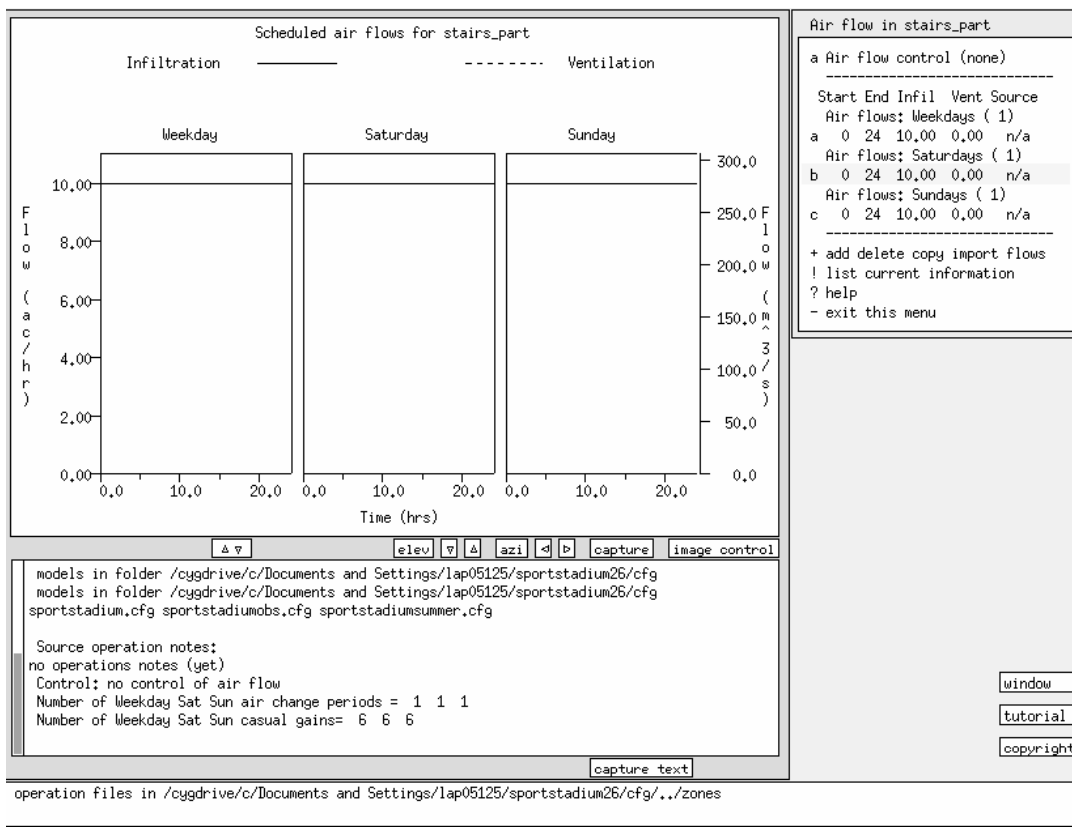 Scheduled air flows for stairs_part
Infiltration Ventilation
Weekday Saturday Sunday
Flow (ac/hr)
10.00
8.00
6.00
4.00
2.00
0.00
300.0
250.0
200.0
150.0
100.0
50.0
0.0
Flow (m^3/s)
0.0 10.0 20.0 0.0 10.0 20.0 0.0 10.0 20.0
Time (hrs)
elev azi capture image control
models in folder /cygdrive/c/Documents and Settings/lap05125/sportstadium26/cfg
models in folder /cygdrive/c/Documents and Settings/lap05125/sportstadium26/cfg
sportstadium.cfg sportstadiumobs.cfg sportstadiumsummer.cfg
Source operation notes:
no operations notes (yet)
Control: no control of air flow
Number of Weekday Sat Sun air change periods = 1 1 1
Number of Weekday Sat Sun casual gains= 6 6 6
capture text
operation files in /cygdrive/c/Documents and Settings/lap05125/sportstadium26/cfg/../zones
Air flow in stairs_part
a Air flow control (none)
----------------------------
Start End Infil Vent Source
Air flows: Weekdays ( 1)
a 0 24 10.00 0.00 n/a
Air flows: Saturdays ( 1)
b 0 24 10.00 0.00 n/a
Air flows: Sundays ( 1)
c 0 24 10.00 0.00 n/a
----------------------------
+ add delete copy import flows
! list current information
? help
- exit this menu
window
tutorial
copyright